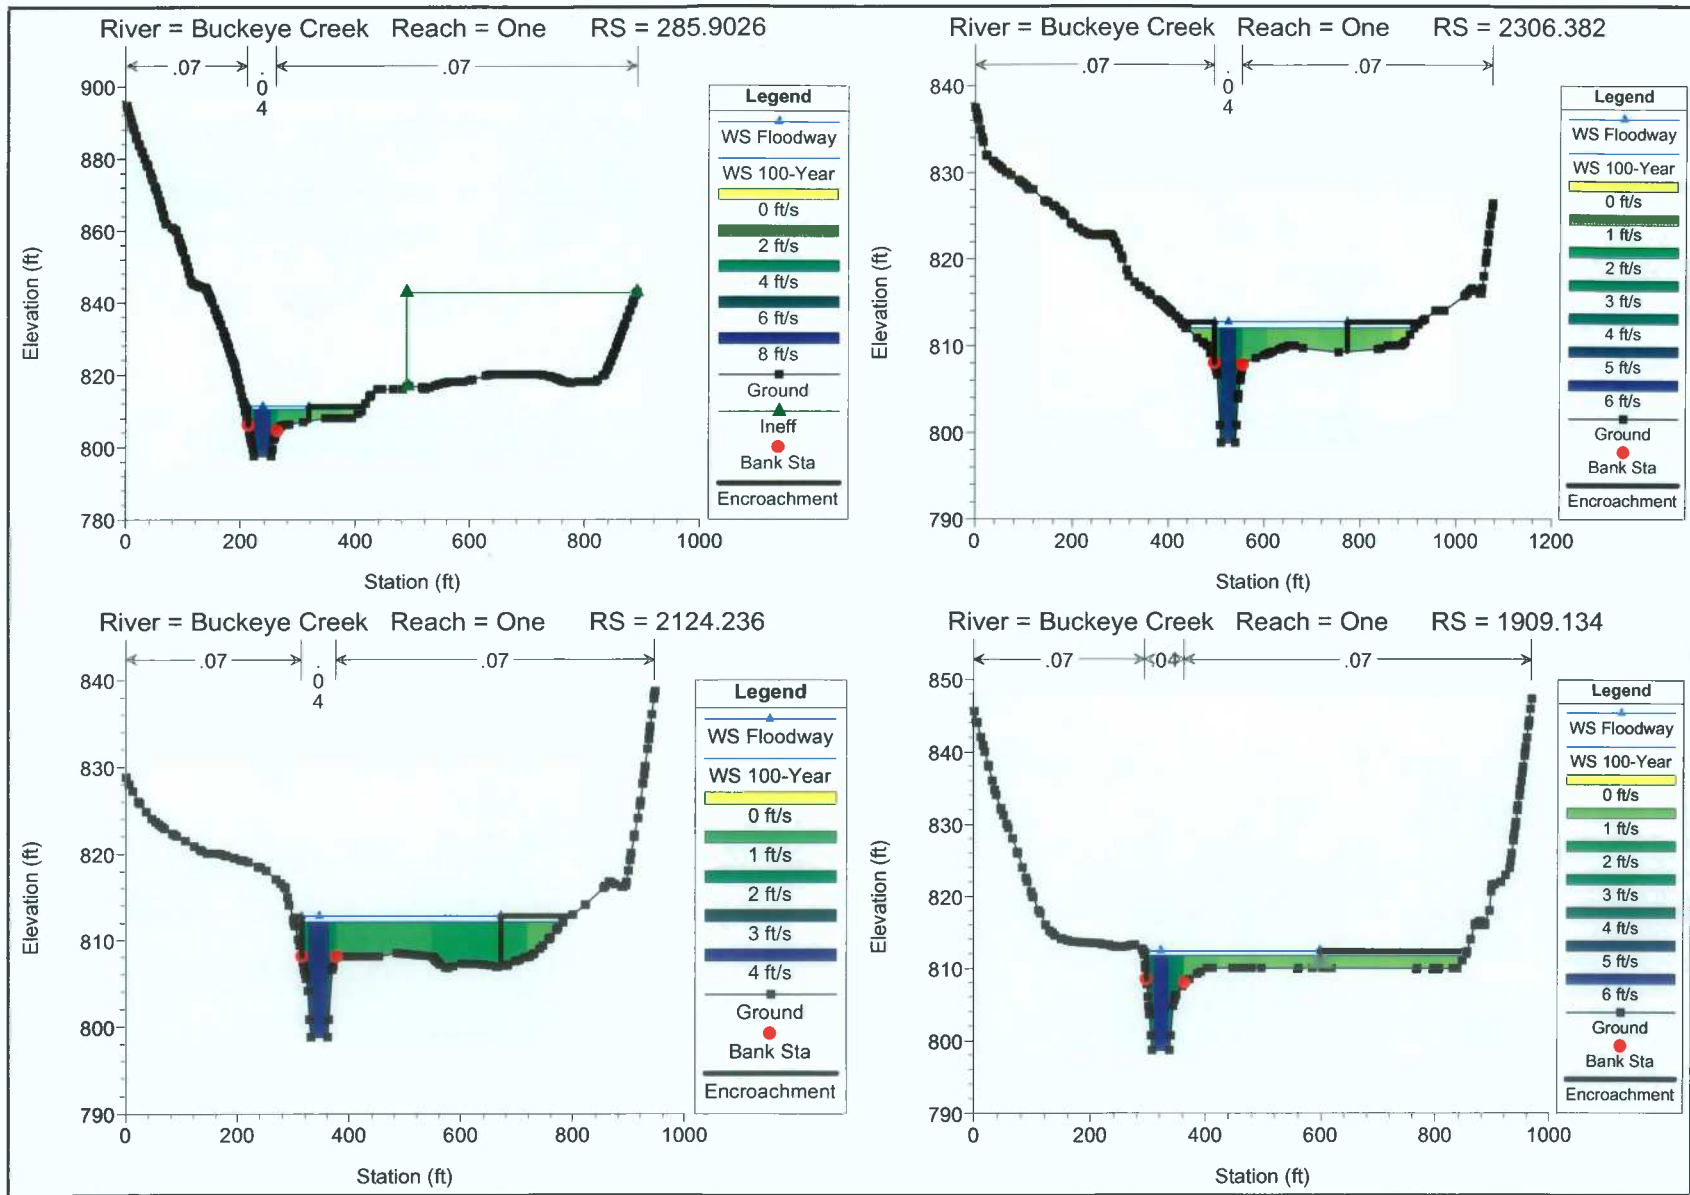 River = Buckeye Creek Reach = One RS = 285.9026
.07
.04
.07
900
880
860
840
820
800
780
0 200 400 600 800 1000
Elevation (ft)
Station (ft)
Legend
WS Floodway
WS 100-Year
0 ft/s
2 ft/s
4 ft/s
6 ft/s
8 ft/s
Ground
Ineff
Bank Sta
Encroachment
River = Buckeye Creek Reach = One RS = 2306.382
.07
.04
.07
840
830
820
810
800
790
0 200 400 600 800 1000 1200
Elevation (ft)
Station (ft)
Legend
WS Floodway
WS 100-Year
0 ft/s
1 ft/s
2 ft/s
3 ft/s
4 ft/s
5 ft/s
6 ft/s
Ground
Bank Sta
Encroachment
River = Buckeye Creek Reach = One RS = 2124.236
.07
.04
.07
840
830
820
810
800
790
0 200 400 600 800 1000
Elevation (ft)
Station (ft)
Legend
WS Floodway
WS 100-Year
0 ft/s
1 ft/s
2 ft/s
3 ft/s
4 ft/s
Ground
Bank Sta
Encroachment
River = Buckeye Creek Reach = One RS = 1909.134
.07
.04
.07
850
840
830
820
810
800
790
0 200 400 600 800 1000
Elevation (ft)
Station (ft)
Legend
WS Floodway
WS 100-Year
0 ft/s
1 ft/s
2 ft/s
3 ft/s
4 ft/s
5 ft/s
6 ft/s
Ground
Bank Sta
Encroachment